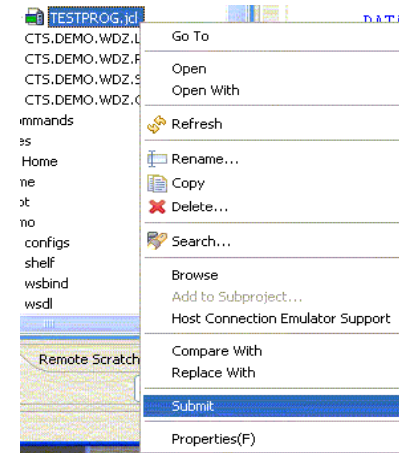 TESTPROG.jcl
DATA
CTS.DEMO.WDZ.L
CTS.DEMO.WDZ.
CTS.DEMO.WDZ.S
CTS.DEMO.WDZ.
mmands
es
Home
me
ot
mo
configs
shelf
wsbind
wsdl
Remote Scratch
Go To
Open
Open With
Refresh
Rename...
Copy
Delete...
Search...
Browse
Add to Subproject...
Host Connection Emulator Support
Compare With
Replace With
Submit
Properties(F)